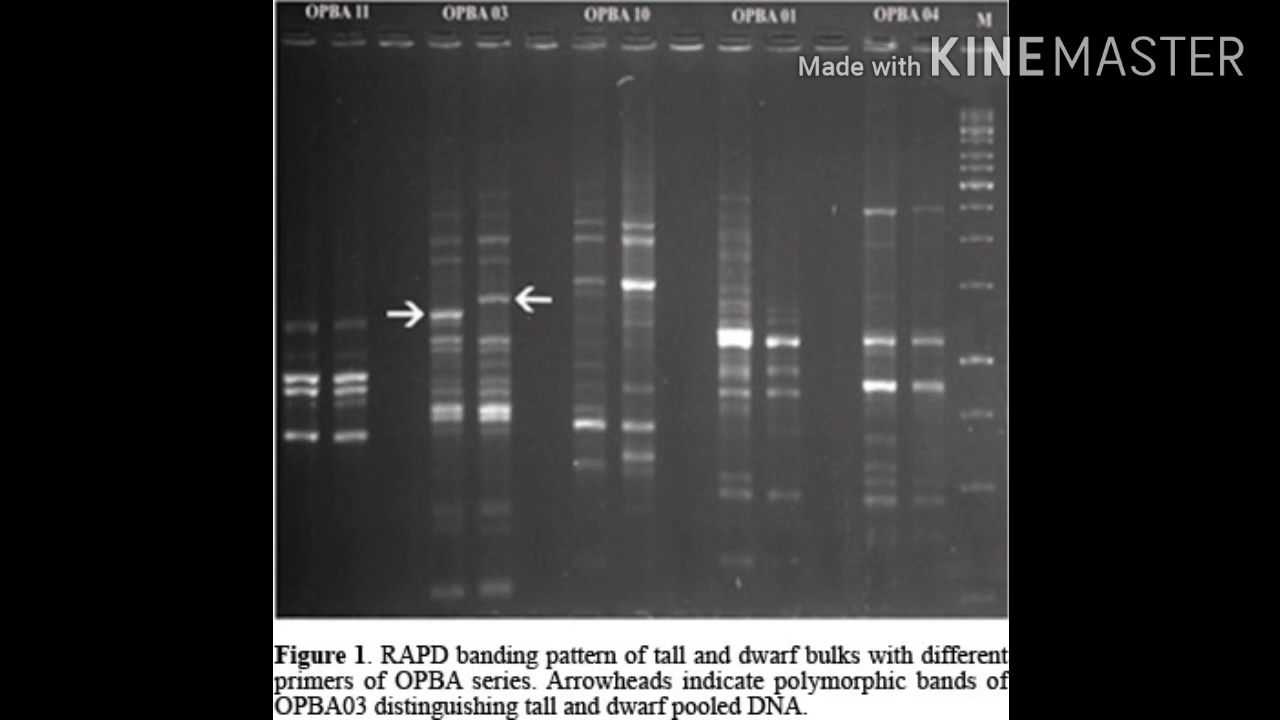 OPBA 11 OPBA 03 OPBA 10 OPBA 01 OPBA 04 M
Made with KINEMASTER
Figure 1. RAPD banding pattern of tall and dwarf bulks with different
primers of OPBA series. Arrowheads indicate polymorphic bands of
OPBA03 distinguishing tall and dwarf pooled DNA.